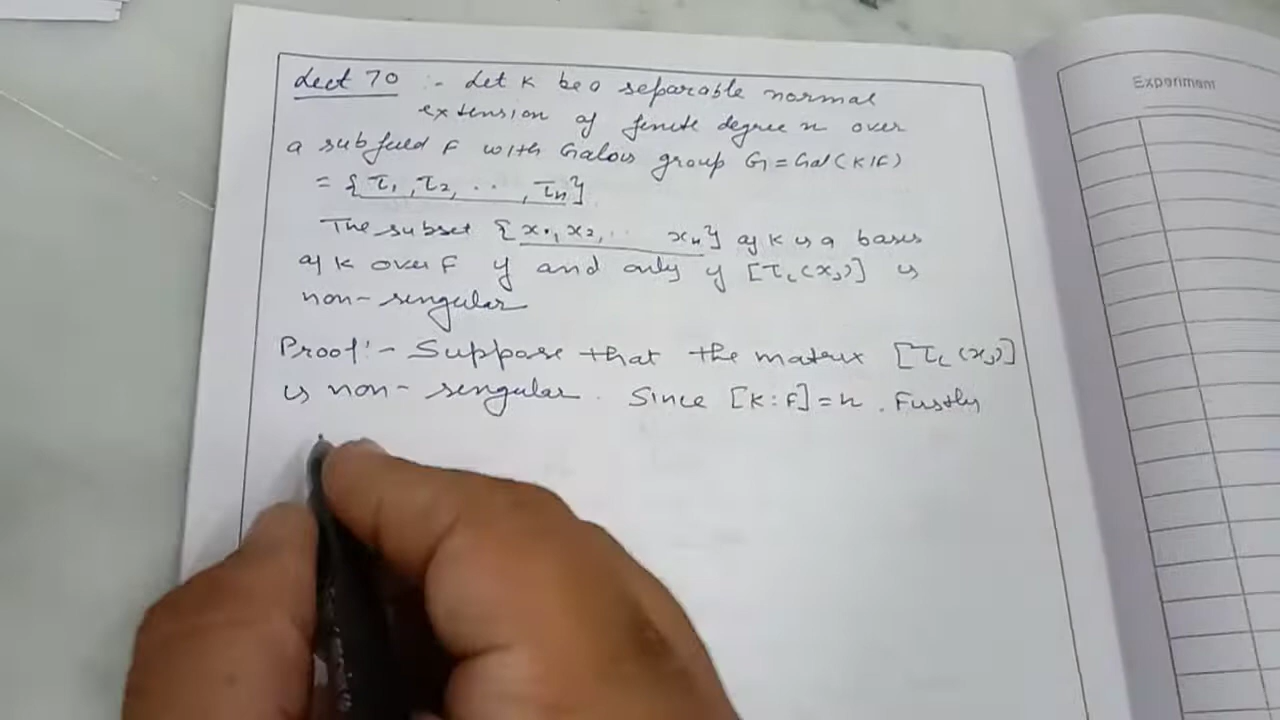 Lect 70 :- Let K be a separable normal
extension of finite degree n over
a subfield F with Galois group G = Gal(K/F)
= {τ₁, τ₂, .. , τₙ}
The subset {x₁, x₂, .. xₙ} of K is a bases
of K over F if and only if [τᵢ(xⱼ)] is
non-singular
Proof:- Suppose that the matrix [τᵢ(xⱼ)]
is non-singular. Since [K:F]=n. Firstly
Experiment